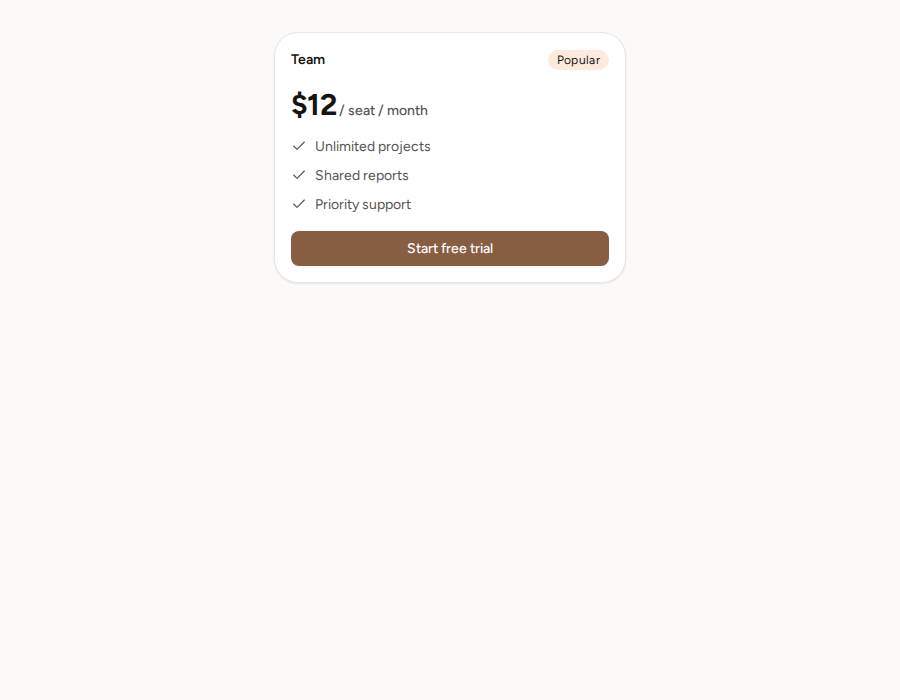 Team
Popular
$12 / seat / month
Unlimited projects
Shared reports
Priority support
Start free trial